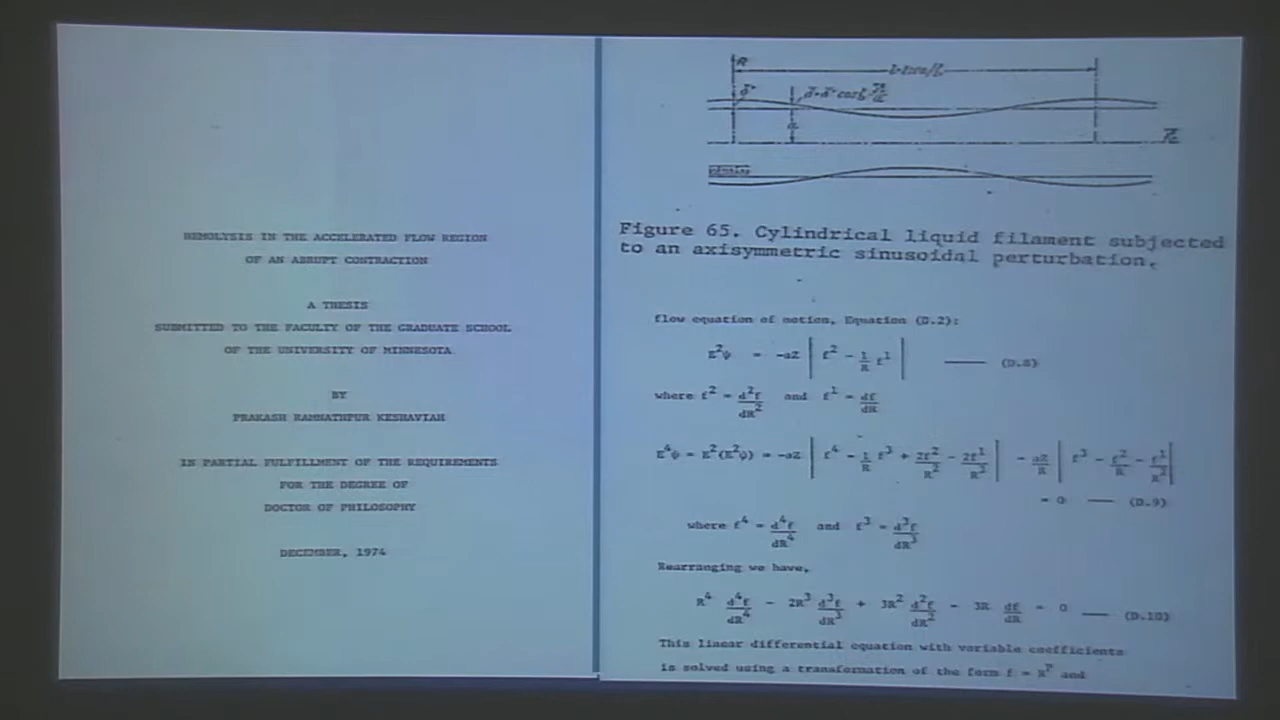 HEMOLYSIS IN THE ACCELERATED FLOW REGION
OF AN ABRUPT CONTRACTION
A THESIS
SUBMITTED TO THE FACULTY OF THE GRADUATE SCHOOL
OF THE UNIVERSITY OF MINNESOTA
BY
PRAKASH RAMNATHPUR KESHAVIAH
IN PARTIAL FULFILLMENT OF THE REQUIREMENTS
FOR THE DEGREE OF
DOCTOR OF PHILOSOPHY
DECEMBER, 1974
R
Figure 65. Cylindrical liquid filament subjected
to an axisymmetric sinusoidal perturbation.
flow equation of motion, Equation (D.2):
E²ψ = -aZ | f² - 1/R f¹ | —— (D.8)
where f² = d²f/dR² and f¹ = df/dR
E⁴ψ = E²(E²ψ) = -aZ | f⁴ - 1/R f³ + 2f²/R² - 2f¹/R³ | - aZ/R | f³ - f²/R - f¹/R² |
= 0 —— (D.9)
where f⁴ = d⁴f/dR⁴ and f³ = d³f/dR³
Rearranging we have,
R⁴ d⁴f/dR⁴ - 2R³ d³f/dR³ + 3R² d²f/dR² - 3R df/dR = 0 —— (D.10)
This linear differential equation with variable coefficients
is solved using a transformation of the form f = R^P and